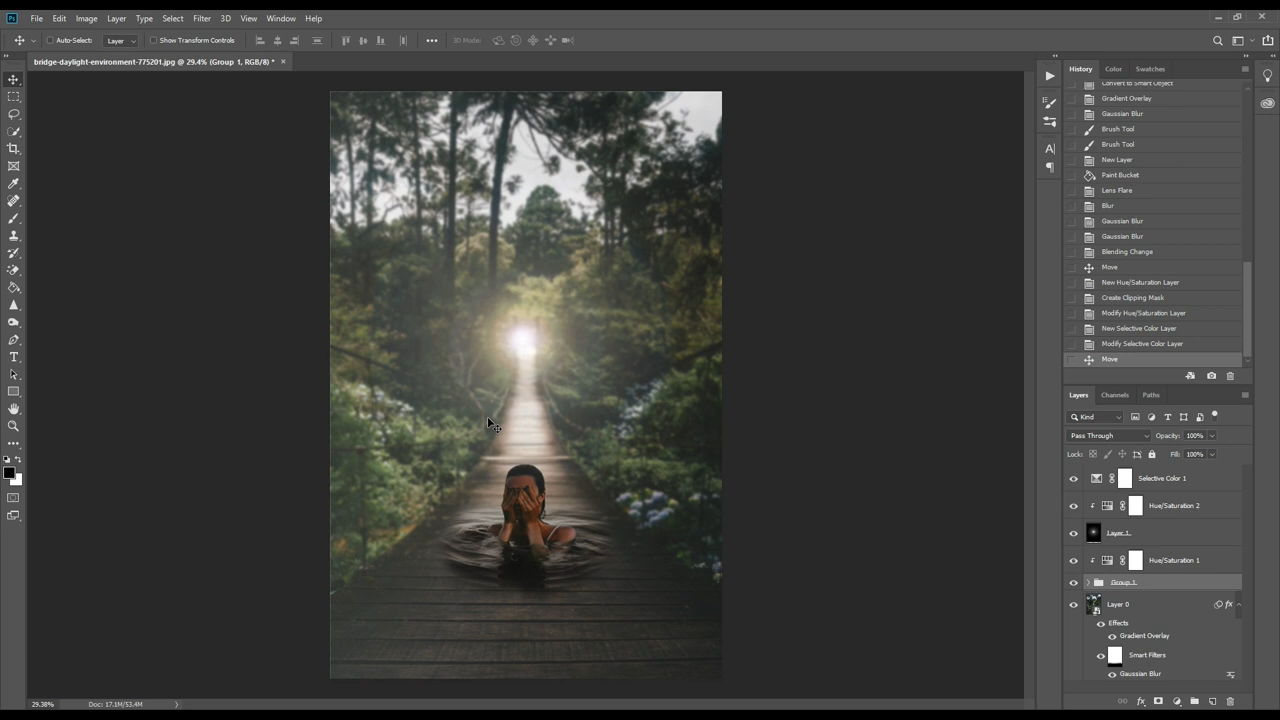 Ps File Edit Image Layer Type Select Filter 3D View Window Help
Auto-Select: Layer Show Transform Controls 3D Mode:
bridge-daylight-environment-775201.jpg @ 29.4% (Group 1, RGB/8) * ×
History Color Swatches
Convert to Smart Object
Gradient Overlay
Gaussian Blur
Brush Tool
Brush Tool
New Layer
Paint Bucket
Lens Flare
Blur
Gaussian Blur
Gaussian Blur
Blending Change
Move
New Hue/Saturation Layer
Create Clipping Mask
Modify Hue/Saturation Layer
New Selective Color Layer
Modify Selective Color Layer
Move
Layers Channels Paths
Kind
Pass Through Opacity: 100%
Lock: Fill: 100%
Selective Color 1
Hue/Saturation 2
Layer 1
Hue/Saturation 1
Group 1
Layer 0 fx
Effects
Gradient Overlay
Smart Filters
Gaussian Blur
29.38% Doc: 17.1M/53.4M